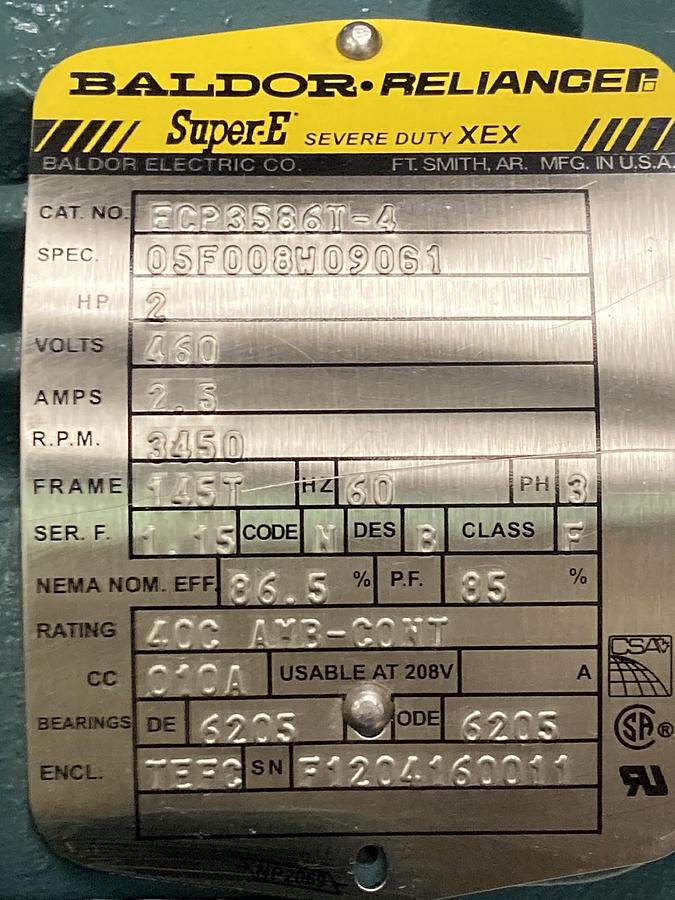 BALDOR•RELIANCER
Super-E SEVERE DUTY XEX
BALDOR ELECTRIC CO. FT. SMITH, AR. MFG. IN U.S.A.
CAT. NO. ECP3586T-4
SPEC. 05F008W09061
HP 2
VOLTS 460
AMPS 2.5
R.P.M. 3450
FRAME 145T HZ 60 PH 3
SER. F. 1.15 CODE N DES B CLASS F
NEMA NOM. EFF. 86.5 % P.F. 85 %
RATING 40C AMB-CONT
CC 010A USABLE AT 208V A
BEARINGS DE 6205 ODE 6205
ENCL. TEFC SN F1204160011
CSA
SA ®
NP2069